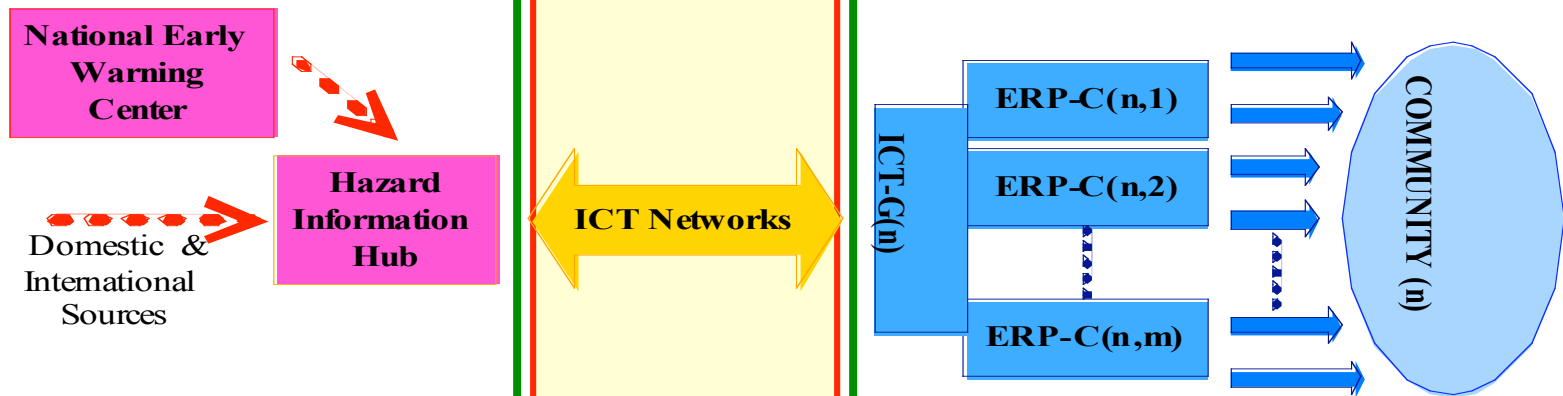 National Early
Warning
Center
Hazard
Information
Hub
Domestic &
International
Sources
ICT Networks
ICT-G(n)
ERP-C(n,1)
ERP-C(n,2)
ERP-C(n,m)
COMMUNITY (n)